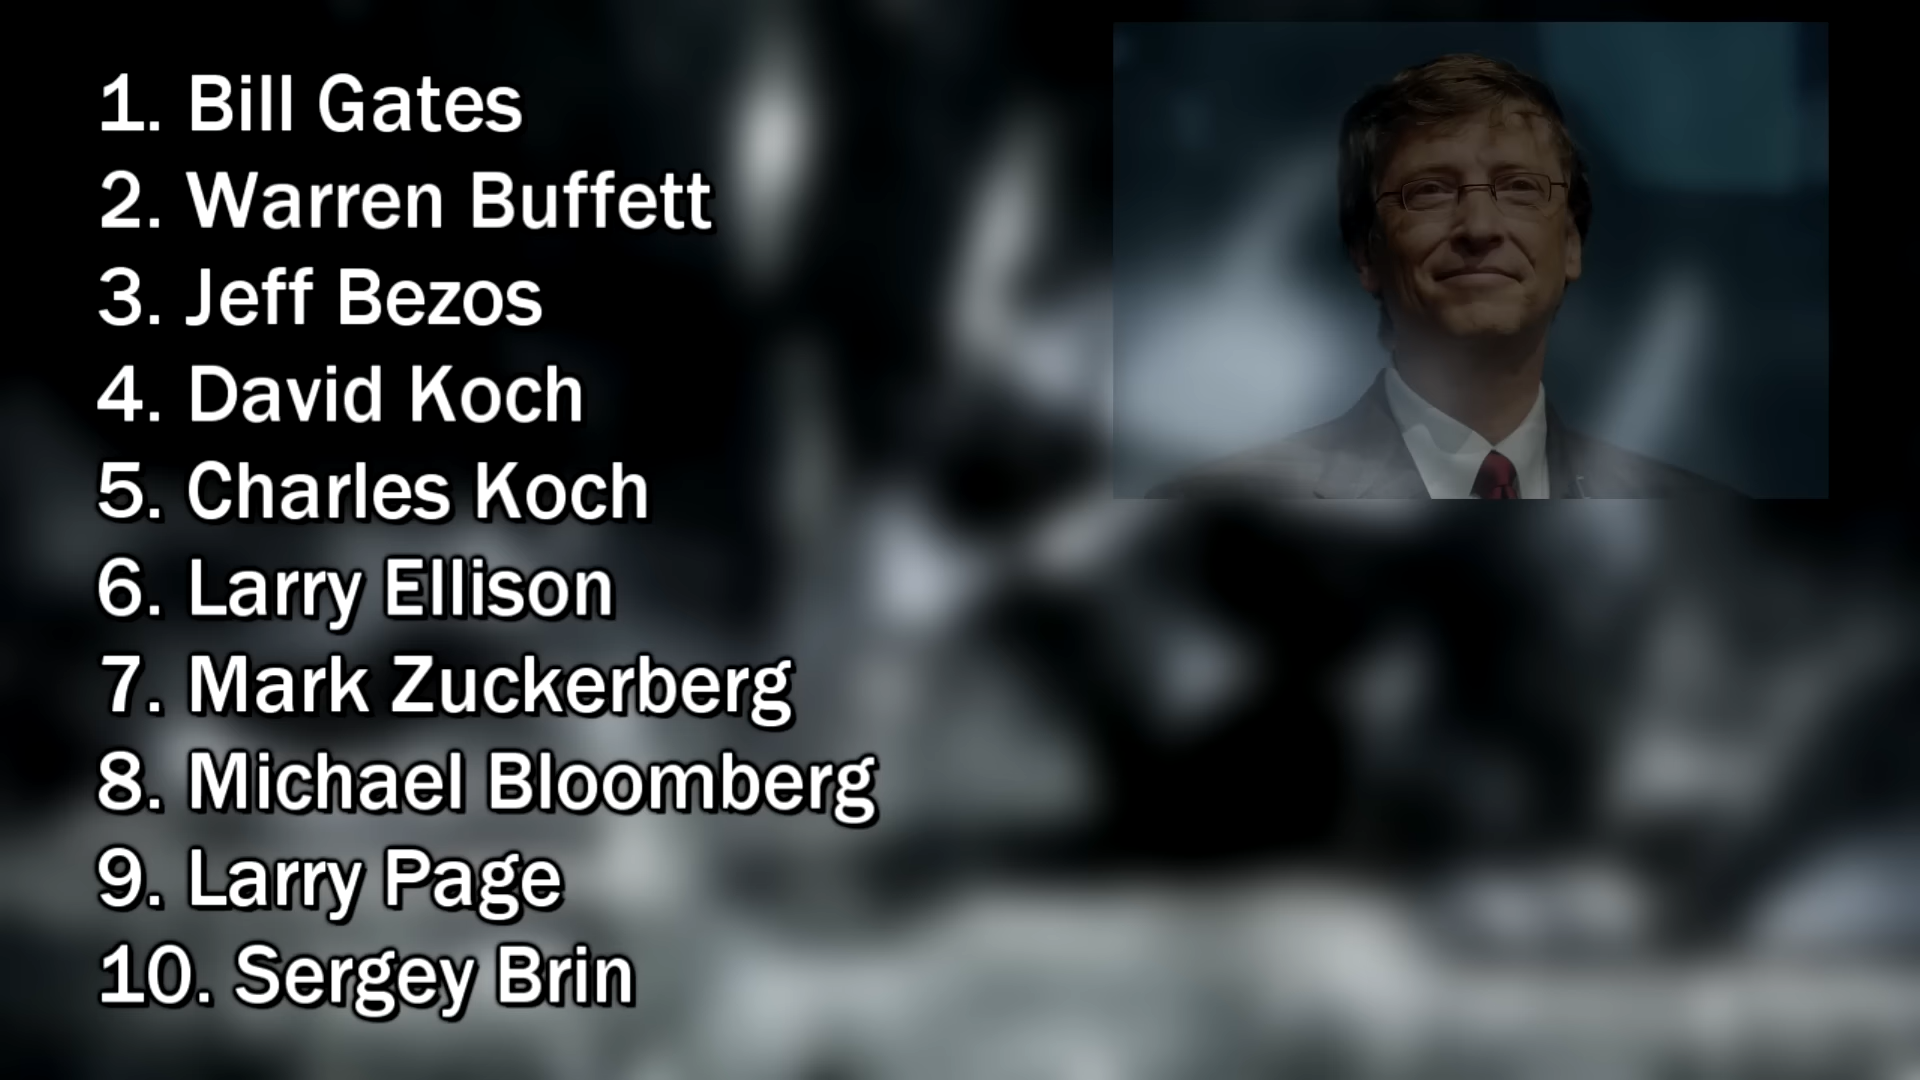 1. Bill Gates
2. Warren Buffett
3. Jeff Bezos
4. David Koch
5. Charles Koch
6. Larry Ellison
7. Mark Zuckerberg
8. Michael Bloomberg
9. Larry Page
10. Sergey Brin